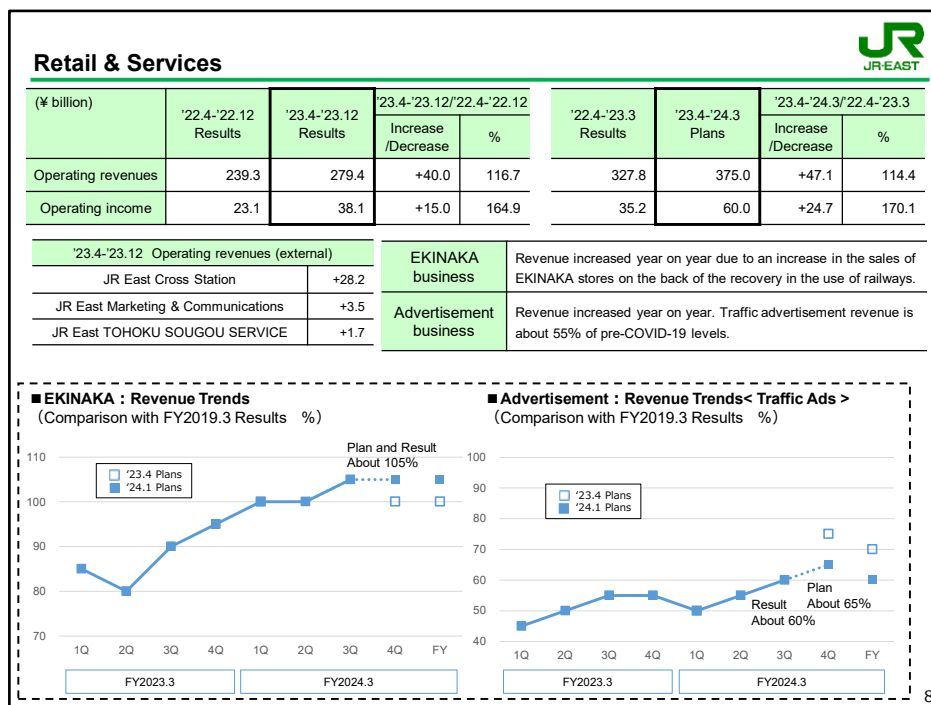 Retail & Services
JR
JR-EAST
(¥ billion)
'22.4-'22.12 Results
'23.4-'23.12 Results
'23.4-'23.12/'22.4-'22.12
Increase /Decrease
%
'22.4-'23.3 Results
'23.4-'24.3 Plans
'23.4-'24.3/'22.4-'23.3
Increase /Decrease
%
Operating revenues 239.3 279.4 +40.0 116.7 327.8 375.0 +47.1 114.4
Operating income 23.1 38.1 +15.0 164.9 35.2 60.0 +24.7 170.1
'23.4-'23.12 Operating revenues (external)
JR East Cross Station +28.2
JR East Marketing & Communications +3.5
JR East TOHOKU SOUGOU SERVICE +1.7
EKINAKA business
Revenue increased year on year due to an increase in the sales of
EKINAKA stores on the back of the recovery in the use of railways.
Advertisement business
Revenue increased year on year. Traffic advertisement revenue is
about 55% of pre-COVID-19 levels.
■EKINAKA：Revenue Trends
（Comparison with FY2019.3 Results %）
Plan and Result
About 105%
'23.4 Plans
'24.1 Plans
110
100
90
80
70
1Q 2Q 3Q 4Q 1Q 2Q 3Q 4Q FY
FY2023.3 FY2024.3
■Advertisement：Revenue Trends< Traffic Ads >
（Comparison with FY2019.3 Results %）
'23.4 Plans
'24.1 Plans
100
90
80
70
60
50
40
Result
About 60%
Plan
About 65%
1Q 2Q 3Q 4Q 1Q 2Q 3Q 4Q FY
FY2023.3 FY2024.3
8